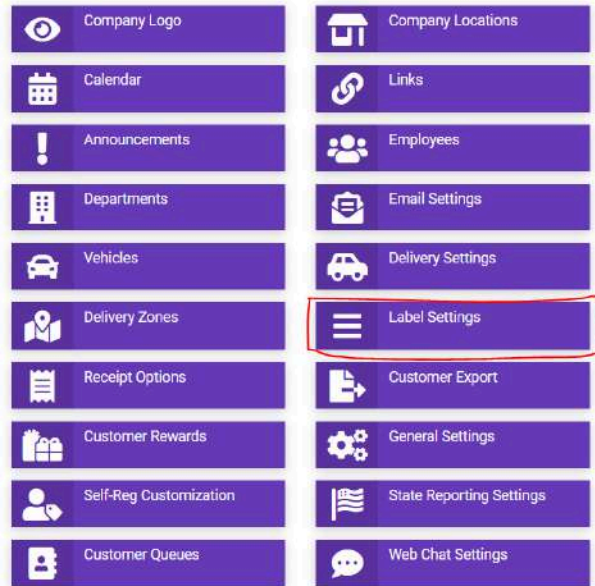 Company Logo
Company Locations
Calendar
Links
Announcements
Employees
Departments
Email Settings
Vehicles
Delivery Settings
Delivery Zones
Label Settings
Receipt Options
Customer Export
Customer Rewards
General Settings
Self-Reg Customization
State Reporting Settings
Customer Queues
Web Chat Settings